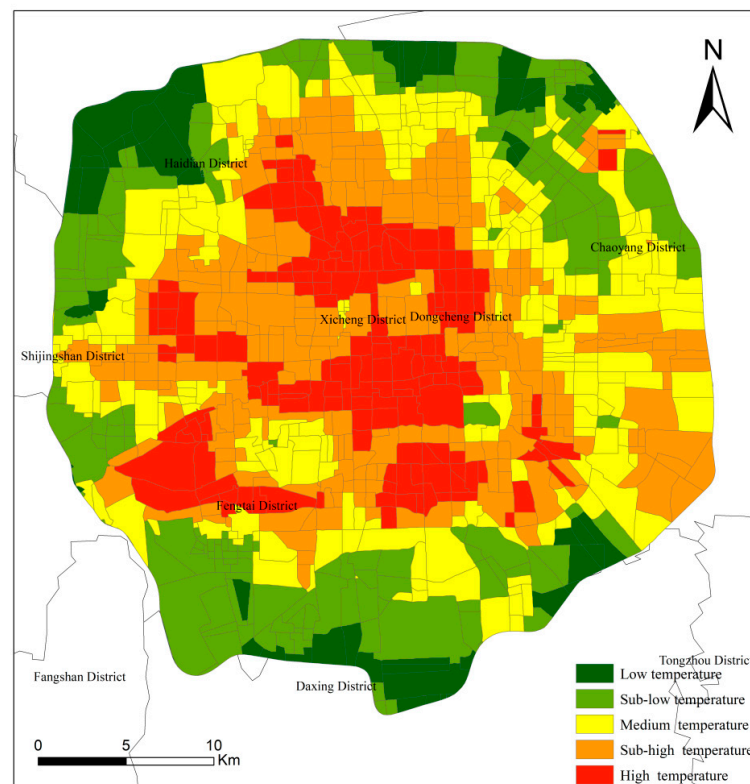 N
Haidian District
Chaoyang District
Xicheng District
Dongcheng District
Shijingshan District
Fengtai District
Tongzhou District
Fangshan District
Daxing District
Low temperature
Sub-low temperature
Medium temperature
Sub-high temperature
High temperature
0 5 10
Km